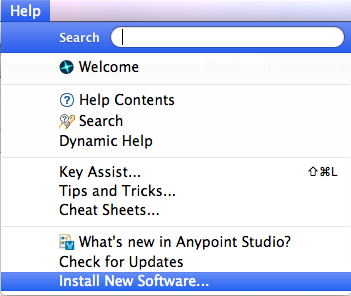 Help
Search
Welcome
Help Contents
Search
Dynamic Help
Key Assist... ⇧⌘L
Tips and Tricks...
Cheat Sheets...
What's new in Anypoint Studio?
Check for Updates
Install New Software...